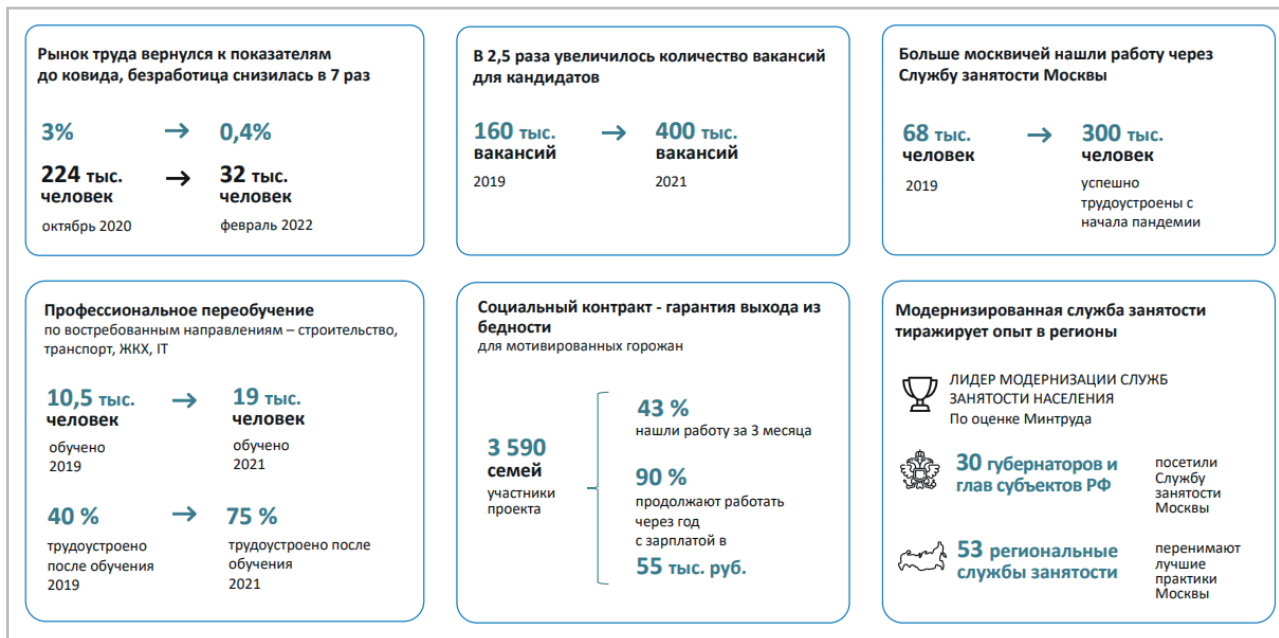 Рынок труда вернулся к показателям
до ковида, безработица снизилась в 7 раз
3% → 0,4%
224 тыс. человек → 32 тыс. человек
октябрь 2020
февраль 2022
В 2,5 раза увеличилось количество вакансий
для кандидатов
160 тыс. вакансий → 400 тыс. вакансий
2019
2021
Больше москвичей нашли работу через
Службу занятости Москвы
68 тыс. человек → 300 тыс. человек
2019
успешно
трудоустроены с
начала пандемии
Профессиональное переобучение
по востребованным направлениям – строительство,
транспорт, ЖКХ, IT
10,5 тыс. человек → 19 тыс. человек
обучено
2019
обучено
2021
40 % → 75 %
трудоустроено
после обучения
2019
трудоустроено после
обучения
2021
Социальный контракт - гарантия выхода из
бедности
для мотивированных горожан
3 590
семей
участники
проекта
43 %
нашли работу за 3 месяца
90 %
продолжают работать
через год
с зарплатой в
55 тыс. руб.
Модернизированная служба занятости
тиражирует опыт в регионы
ЛИДЕР МОДЕРНИЗАЦИИ СЛУЖБ
ЗАНЯТОСТИ НАСЕЛЕНИЯ
По оценке Минтруда
30 губернаторов и
глав субъектов РФ
посетили
Службу
занятости
Москвы
53 региональные
службы занятости
перенимают
лучшие
практики
Москвы